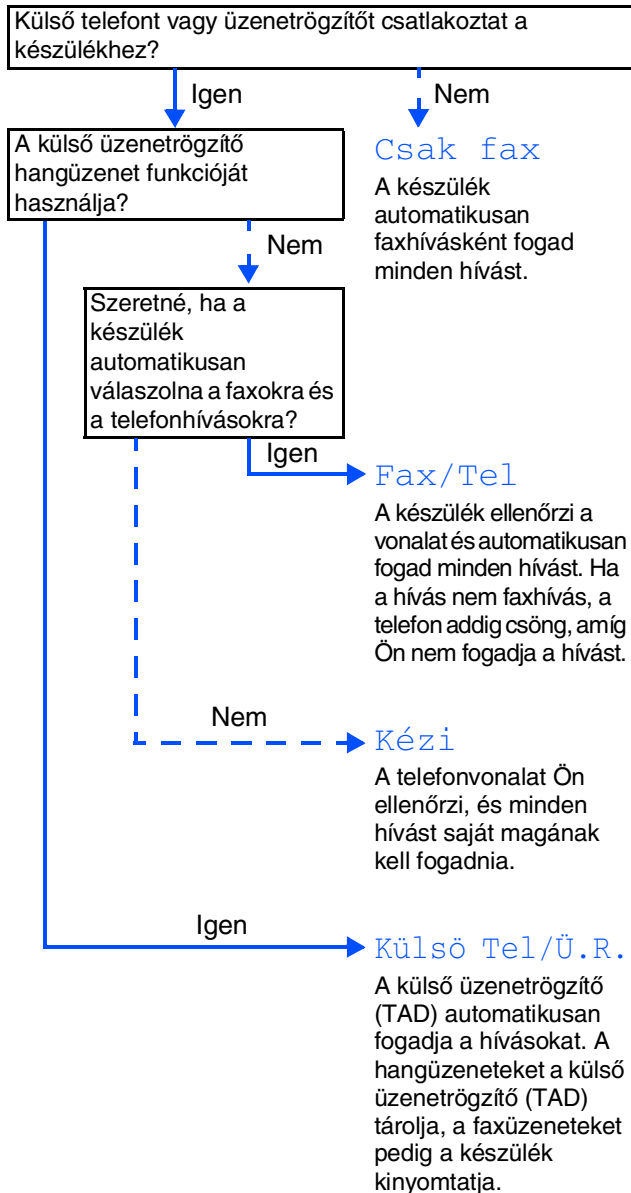 Külső telefont vagy üzenetrögzítőt csatlakoztat a
készülékhez?
Igen
Nem
A külső üzenetrögzítő
hangüzenet funkcióját
használja?
Csak fax
A készülék
automatikusan
faxhívásként fogad
minden hívást.
Nem
Szeretné, ha a
készülék
automatikusan
válaszolna a faxokra és
a telefonhívásokra?
Igen
Fax/Tel
A készülék ellenőrzi a
vonalat és automatikusan
fogad minden hívást. Ha
a hívás nem faxhívás, a
telefon addig csöng, amíg
Ön nem fogadja a hívást.
Nem
Kézi
A telefonvonalat Ön
ellenőrzi, és minden
hívást saját magának
kell fogadnia.
Igen
Külsö Tel/Ü.R.
A külső üzenetrögzítő
(TAD) automatikusan
fogadja a hívásokat. A
hangüzeneteket a külső
üzenetrögzítő (TAD)
tárolja, a faxüzeneteket
pedig a készülék
kinyomtatja.